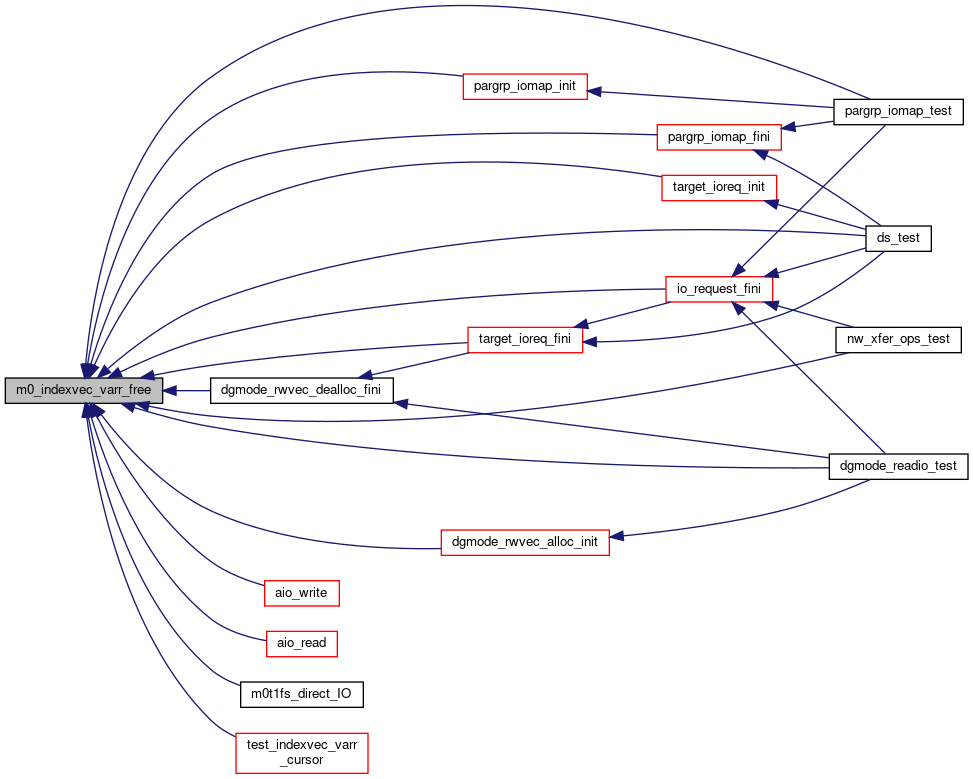 pargrp_iomap_init
pargrp_iomap_test
pargrp_iomap_fini
target_ioreq_init
ds_test
io_request_fini
target_ioreq_fini
nw_xfer_ops_test
m0_indexvec_varr_free
dgmode_rwvec_dealloc_fini
dgmode_readio_test
dgmode_rwvec_alloc_init
aio_write
aio_read
m0t1fs_direct_IO
test_indexvec_varr
_cursor